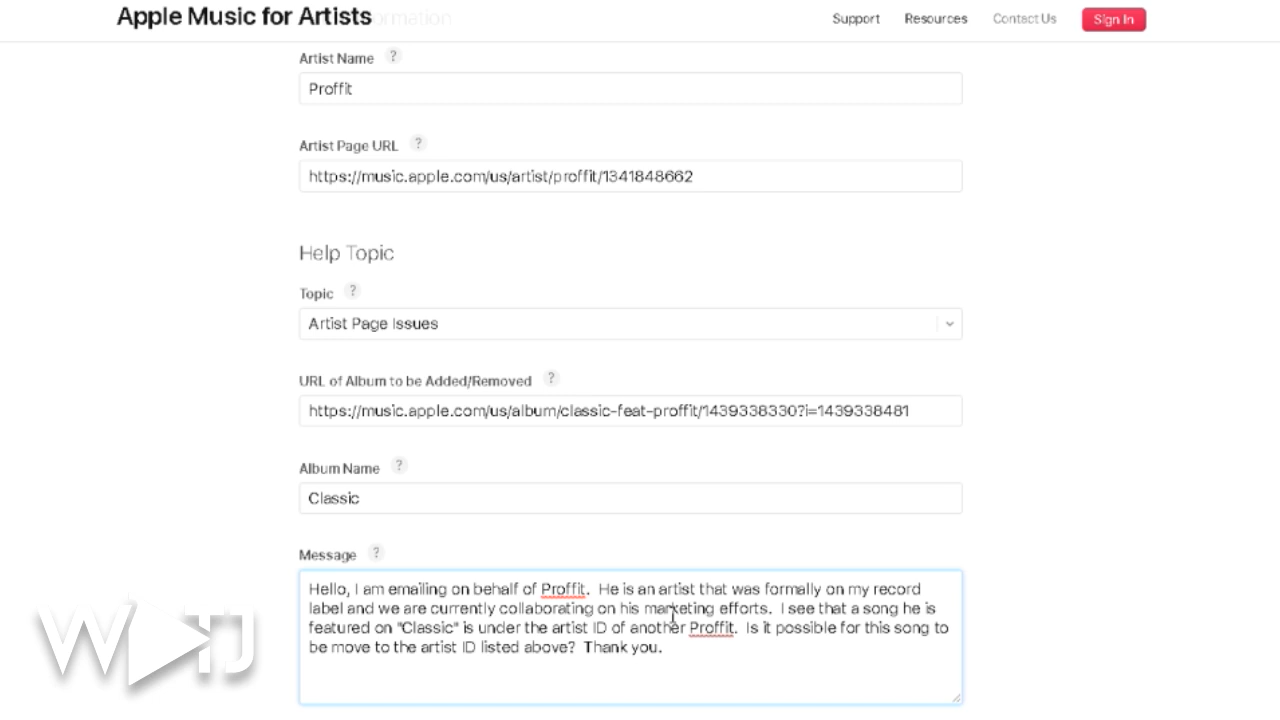 Apple Music for Artists
Support Resources Contact Us Sign In
Artist Name ?
Proffit
Artist Page URL ?
https://music.apple.com/us/artist/proffit/1341848662
Help Topic
Topic ?
Artist Page Issues
URL of Album to be Added/Removed ?
https://music.apple.com/us/album/classic-feat-proffit/1439338330?i=1439338481
Album Name ?
Classic
Message ?
Hello, I am emailing on behalf of Proffit. He is an artist that was formally on my record
label and we are currently collaborating on his marketing efforts. I see that a song he is
featured on "Classic" is under the artist ID of another Proffit. Is it possible for this song to
be move to the artist ID listed above? Thank you.